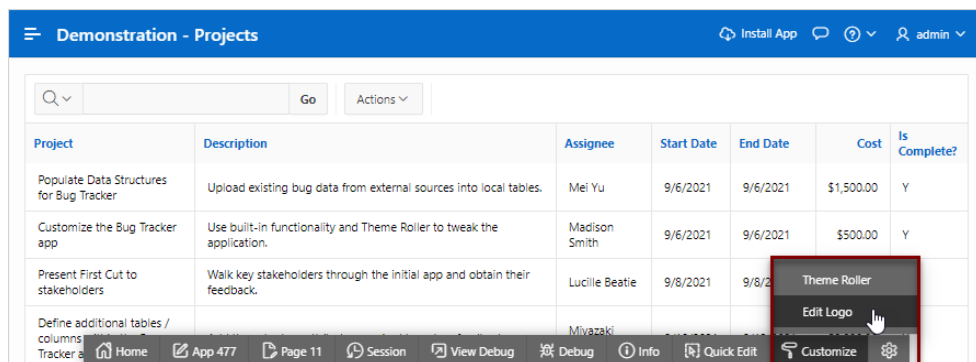 Demonstration - Projects Install App admin
Go Actions
Project Description Assignee Start Date End Date Cost Is Complete?
Populate Data Structures for Bug Tracker Upload existing bug data from external sources into local tables. Mei Yu 9/6/2021 9/6/2021 $1,500.00 Y
Customize the Bug Tracker app Use built-in functionality and Theme Roller to tweak the application. Madison Smith 9/6/2021 9/6/2021 $500.00 Y
Present First Cut to stakeholders Walk key stakeholders through the initial app and obtain their feedback. Lucille Beatie 9/8/2021 9/8/2
Theme Roller
Edit Logo
Define additional tables / columns
Tracker a
Miyazaki
Home App 477 Page 11 Session View Debug Debug Info Quick Edit Customize